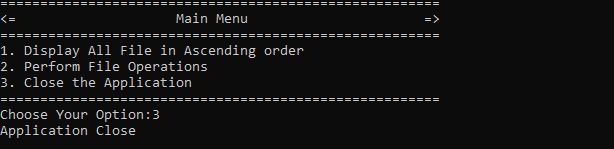 =======================================================
<=                    Main Menu                      =>
=======================================================
1. Display All File in Ascending order
2. Perform File Operations
3. Close the Application
=======================================================
Choose Your Option:3
Application Close